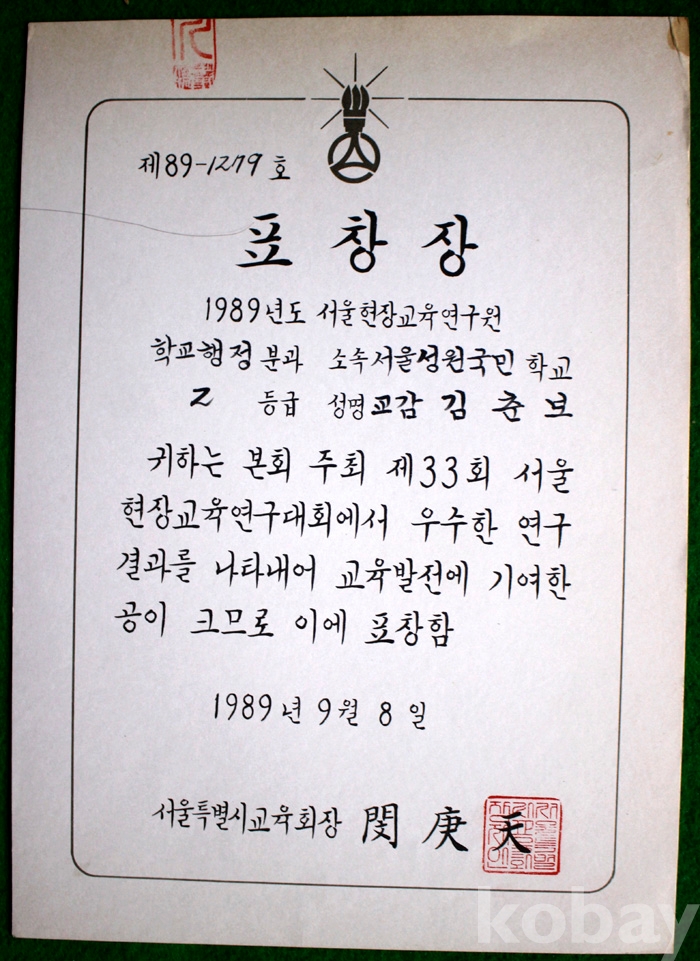 제89-1279호
표창장
1989년도 서울현장교육연구원
학교행정 분과 소속 서울성원국민 학교
2 등급 성명 교감 김춘보
귀하는 본회 주최 제33회 서울
현장교육연구대회에서 우수한 연구
결과를 나타내어 교육발전에 기여한
공이 크므로 이에 표창함
1989년 9월 8일
서울특별시교육회장 閔庚天
kobay